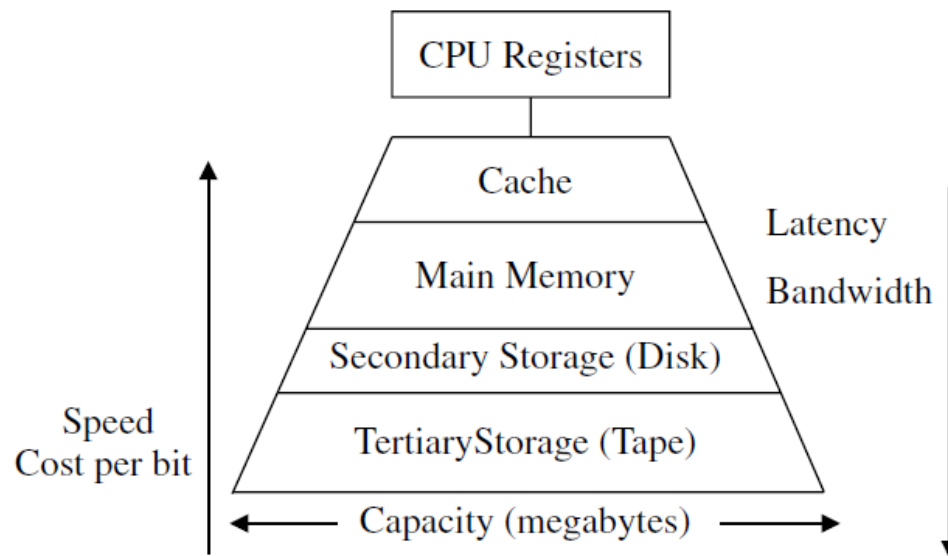 CPU Registers
Cache
Latency
Main Memory
Bandwidth
Secondary Storage (Disk)
Speed
TertiaryStorage (Tape)
Cost per bit
Capacity (megabytes)